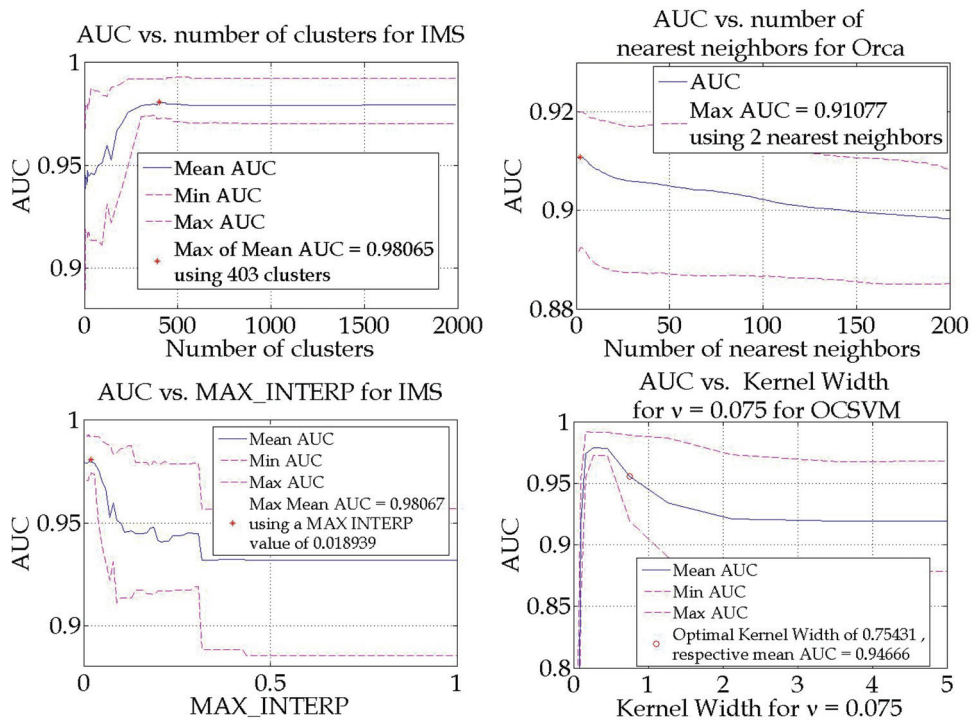 AUC vs. number of clusters for IMS
1
0.95
0.9
AUC
Mean AUC
Min AUC
Max AUC
Max of Mean AUC = 0.98065
using 403 clusters
0 500 1000 1500 2000
Number of clusters
AUC vs. number of
nearest neighbors for Orca
0.92
0.9
0.88
AUC
AUC
Max AUC = 0.91077
using 2 nearest neighbors
0 50 100 150 200
Number of nearest neighbors
AUC vs. MAX_INTERP for IMS
1
0.95
0.9
AUC
Mean AUC
Min AUC
Max AUC
Max Mean AUC = 0.98067
using a MAX INTERP
value of 0.018939
0 0.5 1
MAX_INTERP
AUC vs. Kernel Width
for ν = 0.075 for OCSVM
1
0.95
0.9
0.85
0.8
AUC
Mean AUC
Min AUC
Max AUC
Optimal Kernel Width of 0.75431 ,
respective mean AUC = 0.94666
0 1 2 3 4 5
Kernel Width for ν = 0.075